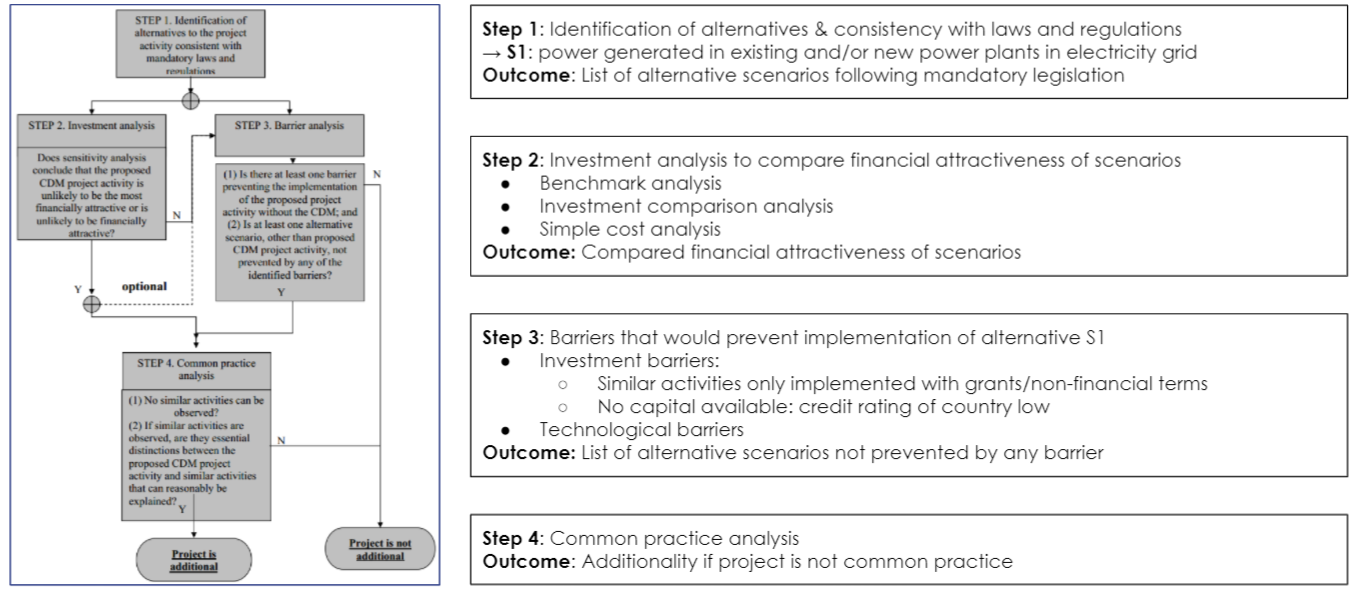 STEP 1. Identification of
alternatives to the project
activity consistent with
mandatory laws and
regulations
STEP 2. Investment analysis
Does sensitivity analysis
conclude that the proposed
CDM project activity is
unlikely to be the most
financially attractive or is
unlikely to be financially
attractive?
N
Y
optional
STEP 3. Barrier analysis
(1) Is there at least one barrier
preventing the implementation
of the proposed project
activity without the CDM; and
(2) Is at least one alternative
scenario, other than proposed
CDM project activity, not
prevented by any of the
identified barriers?
Y
N
STEP 4. Common practice
analysis
(1) No similar activities can be
observed?
(2) If similar activities are
observed, are they essential
distinctions between the
proposed CDM project
activity and similar activities
that can reasonably be
explained?
Y
N
Project is
additional
Project is not
additional
Step 1: Identification of alternatives & consistency with laws and regulations
→ S1: power generated in existing and/or new power plants in electricity grid
Outcome: List of alternative scenarios following mandatory legislation
Step 2: Investment analysis to compare financial attractiveness of scenarios
● Benchmark analysis
● Investment comparison analysis
● Simple cost analysis
Outcome: Compared financial attractiveness of scenarios
Step 3: Barriers that would prevent implementation of alternative S1
● Investment barriers:
○ Similar activities only implemented with grants/non-financial terms
○ No capital available: credit rating of country low
● Technological barriers
Outcome: List of alternative scenarios not prevented by any barrier
Step 4: Common practice analysis
Outcome: Additionality if project is not common practice